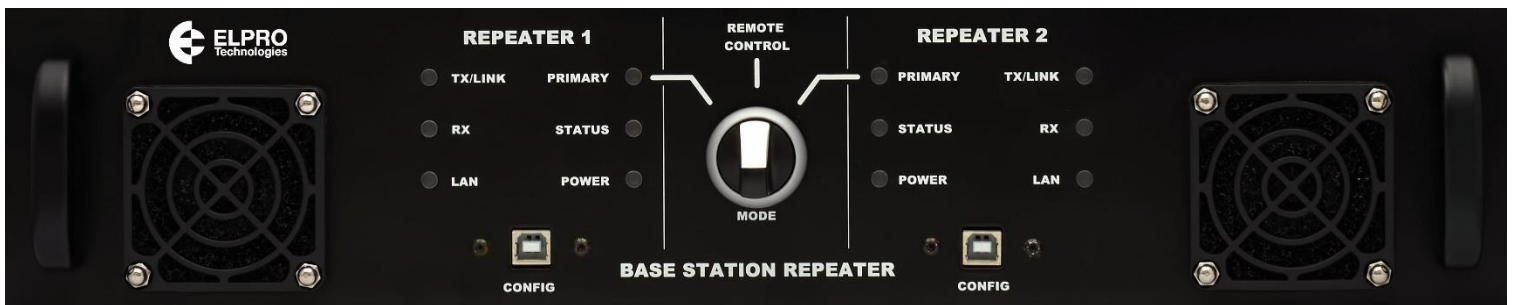 ELPRO
Technologies
REPEATER 1
TX/LINK PRIMARY
RX STATUS
LAN POWER
CONFIG
REMOTE
CONTROL
MODE
BASE STATION REPEATER
REPEATER 2
PRIMARY TX/LINK
STATUS RX
POWER LAN
CONFIG